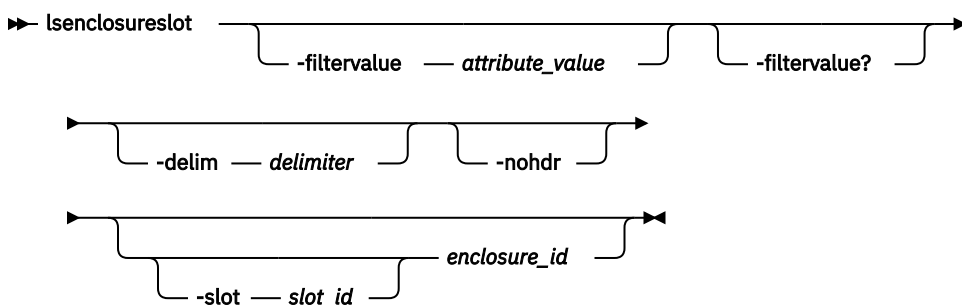 lsenclosureslot
-filtervalue attribute_value -filtervalue?
-delim delimiter -nohdr
enclosure_id
-slot slot_id